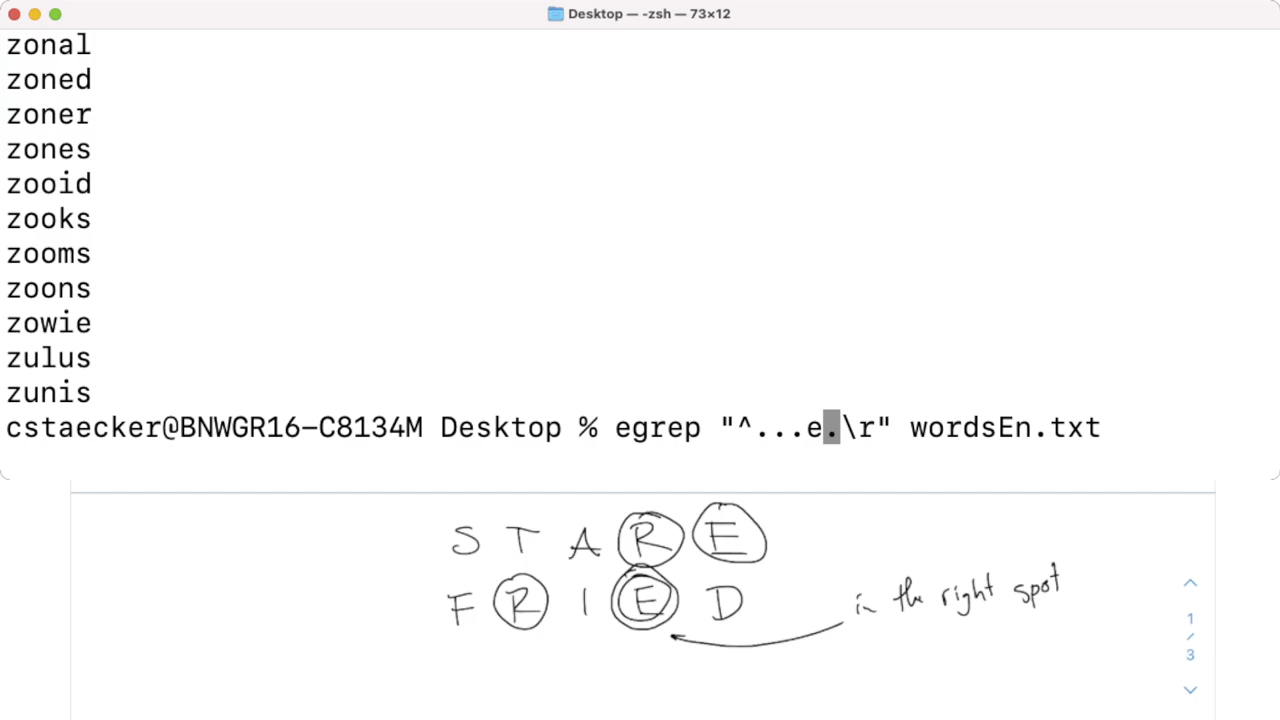 Desktop — -zsh — 73×12
zonal
zoned
zoner
zones
zooid
zooks
zooms
zoons
zowie
zulus
zunis
cstaecker@BNWGR16-C8134M Desktop % egrep "^...e.\r" wordsEn.txt
S T A R E
F R I E D
in the right spot
1
/
3